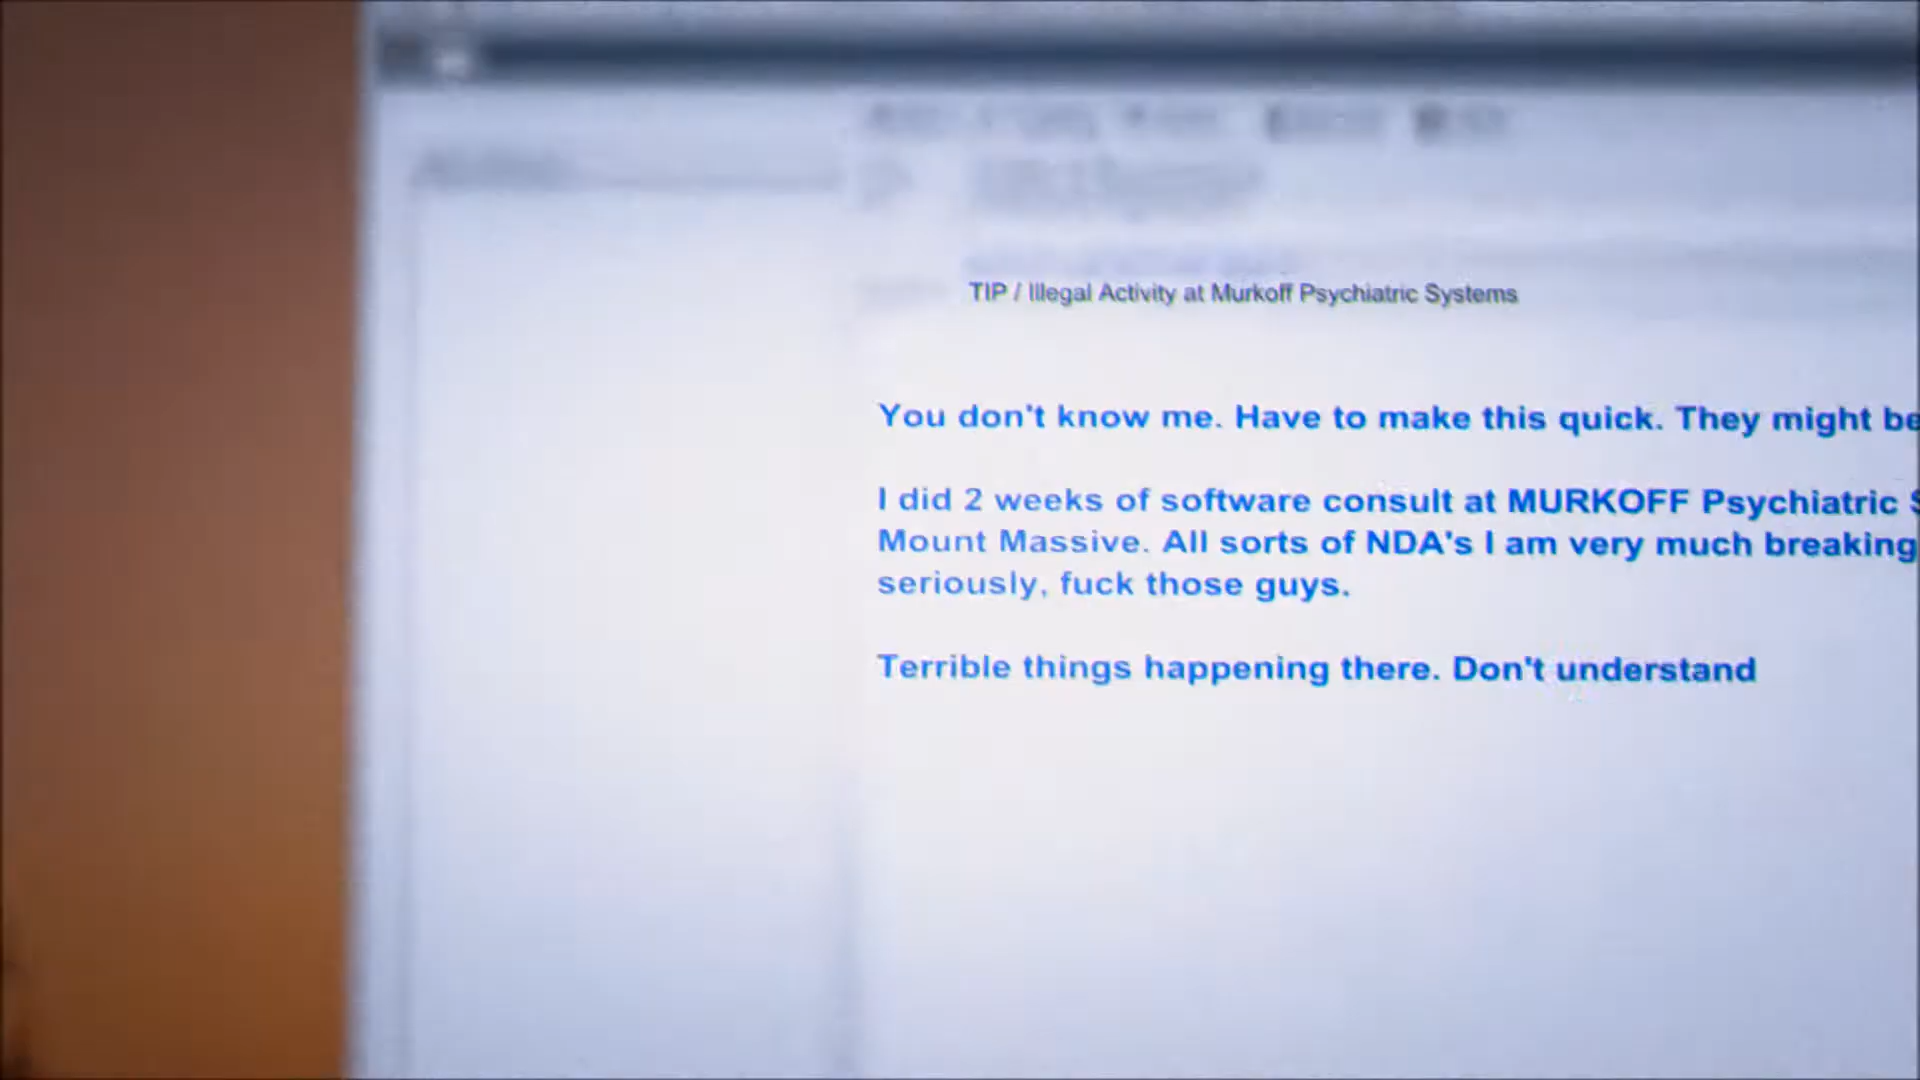 TIP / Illegal Activity at Murkoff Psychiatric Systems
You don't know me. Have to make this quick. They might be
I did 2 weeks of software consult at MURKOFF Psychiatric
Mount Massive. All sorts of NDA's I am very much breaking
seriously, fuck those guys.
Terrible things happening there. Don't understand